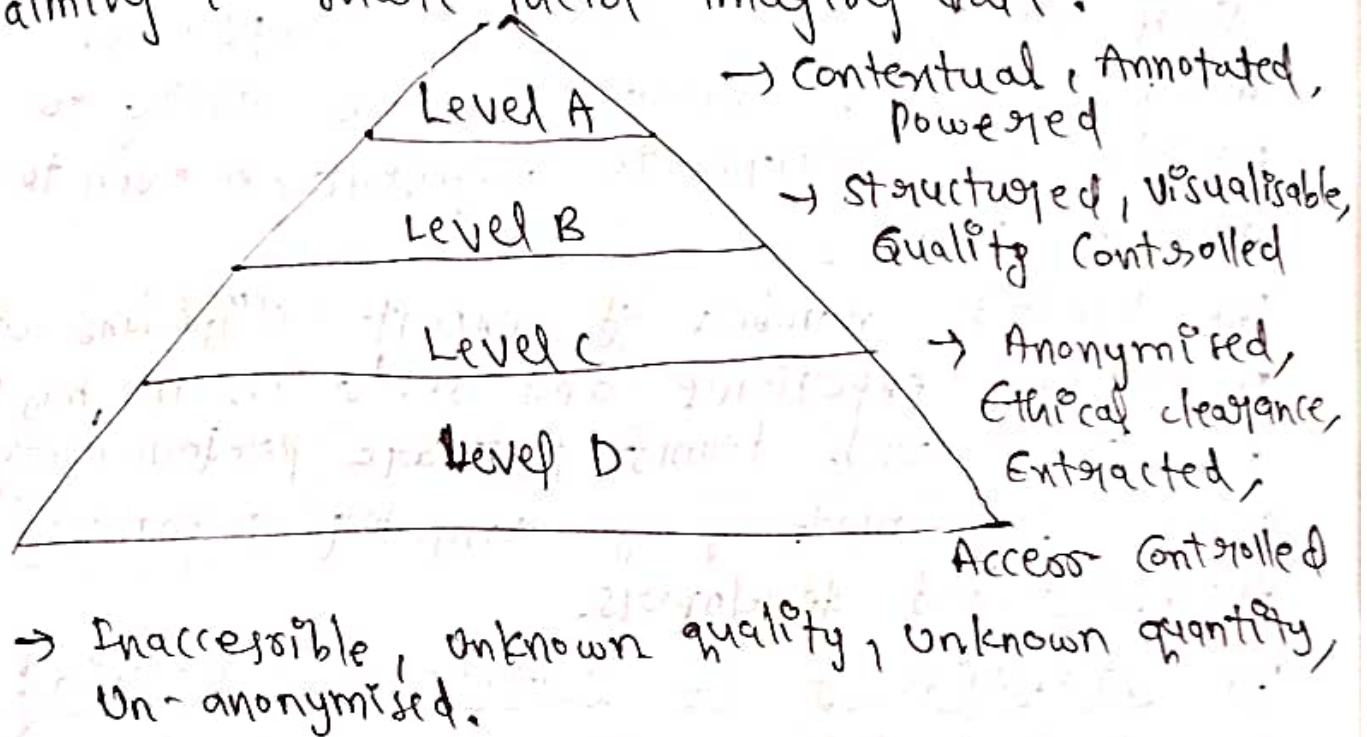 Level A
→ Contextual, Annotated,
Powered
Level B
→ Structured, Visualisable,
Quality Controlled
Level C
→ Anonymised,
Ethical clearance,
Extracted,
Access Controlled
Level D
→ Inaccessible, Unknown quality, Unknown quantity,
Un-anonymised.